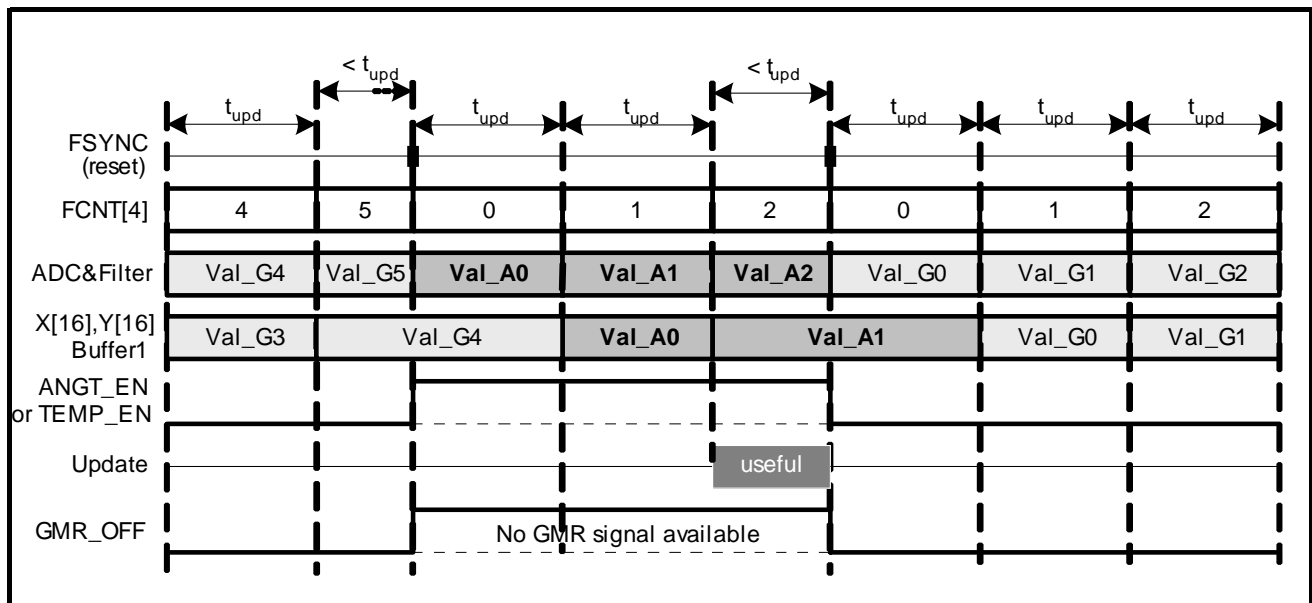 < tupd < tupd
tupd tupd tupd tupd tupd tupd
FSYNC
(reset)
FCNT[4] 4 5 0 1 2 0 1 2
ADC&Filter Val_G4 Val_G5 Val_A0 Val_A1 Val_A2 Val_G0 Val_G1 Val_G2
X[16],Y[16]
Buffer1 Val_G3 Val_G4 Val_A0 Val_A1 Val_G0 Val_G1
ANGT_EN
or TEMP_EN
Update useful
GMR_OFF No GMR signal available